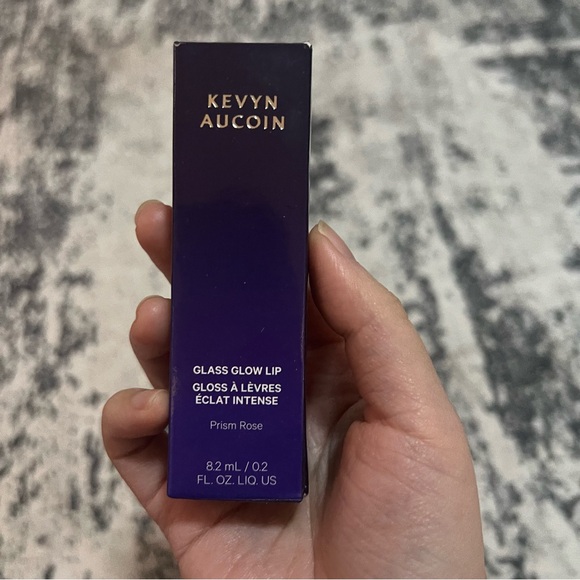 KEVYN
AUCOIN
GLASS GLOW LIP
GLOSS À LÈVRES
ÉCLAT INTENSE
Prism Rose
8.2 mL / 0.2
FL. OZ. LIQ. US